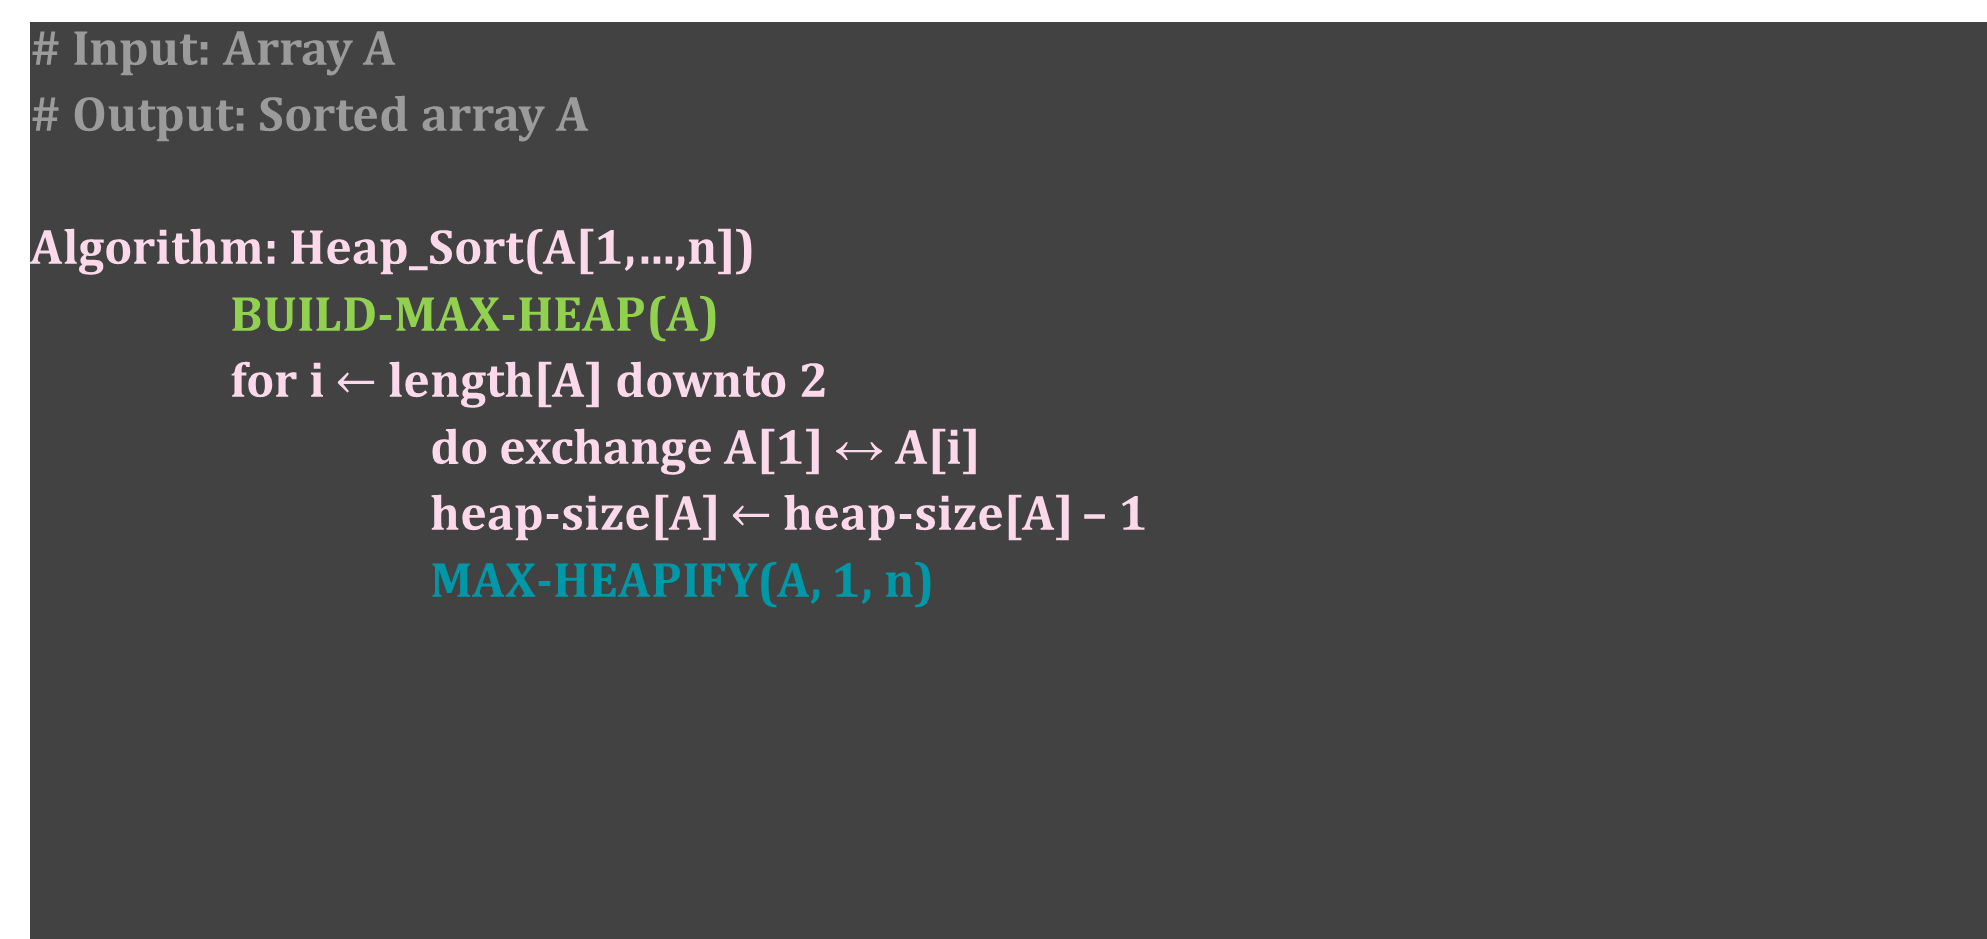 # Input: Array A
# Output: Sorted array A
Algorithm: Heap_Sort(A[1,...,n])
BUILD-MAX-HEAP(A)
for i ← length[A] downto 2
do exchange A[1] ↔ A[i]
heap-size[A] ← heap-size[A] – 1
MAX-HEAPIFY(A, 1, n)